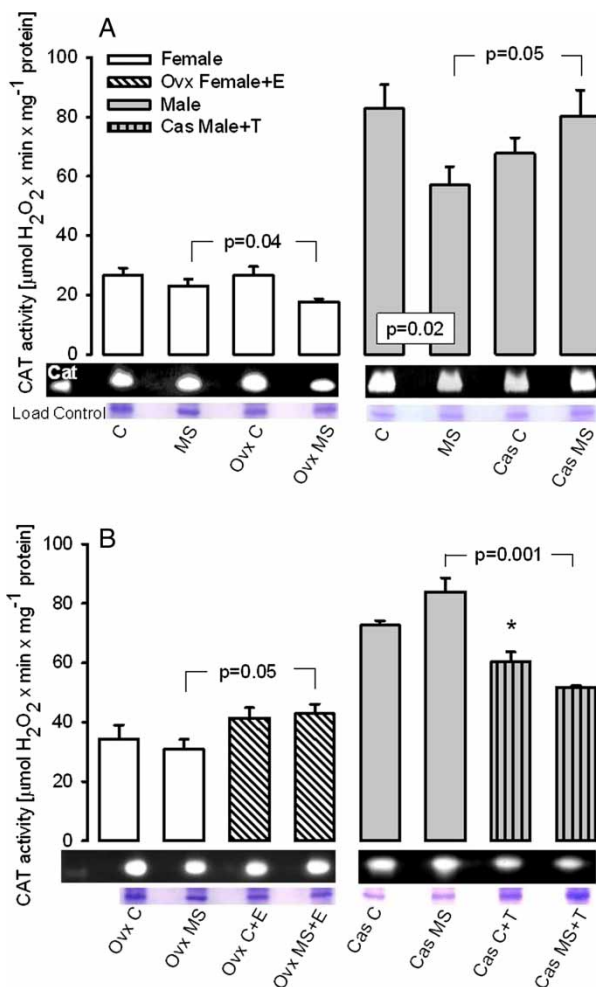 A
CAT activity [µmol H2O2 x min x mg-1 protein)
100
80
60
40
20
0
Female
Ovx Female+E
Male
Cas Male+T
p=0.04
p=0.05
p=0.02
Cat
Load Control
C
MS
Ovx C
Ovx MS
C
MS
Cas C
Cas MS
B
CAT activity [µmol H2O2 x min x mg-1 protein)
100
80
60
40
20
0
p=0.05
p=0.001
*
Ovx C
Ovx MS
Ovx C+E
Ovx MS+E
Cas C
Cas MS
Cas C+T
Cas MS+T